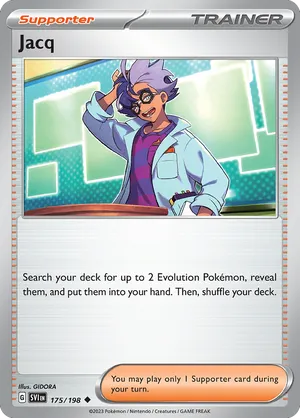 Supporter
TRAINER
Jacq
Search your deck for up to 2 Evolution Pokémon, reveal
them, and put them into your hand. Then, shuffle your deck.
Illus. GIDORA
G SVI EN 175/198
You may play only 1 Supporter card during
your turn.
©2023 Pokémon / Nintendo / Creatures / GAME FREAK